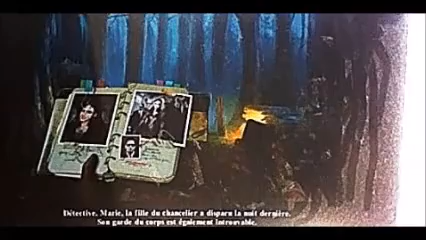 Détective, Marie, la fille du chancelier a disparu la nuit dernière.
Son garde du corps est également introuvable.